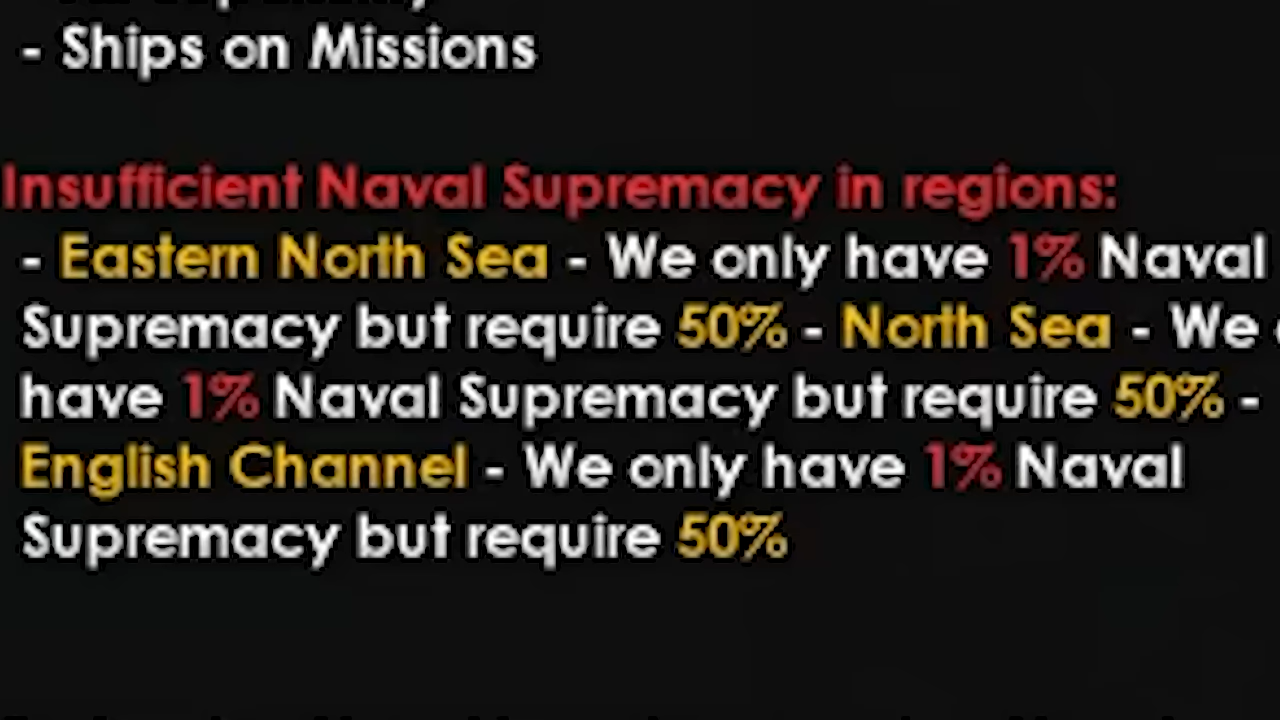 - Ships on Missions
Insufficient Naval Supremacy in regions:
- Eastern North Sea - We only have 1% Naval
Supremacy but require 50% - North Sea - We
have 1% Naval Supremacy but require 50% -
English Channel - We only have 1% Naval
Supremacy but require 50%